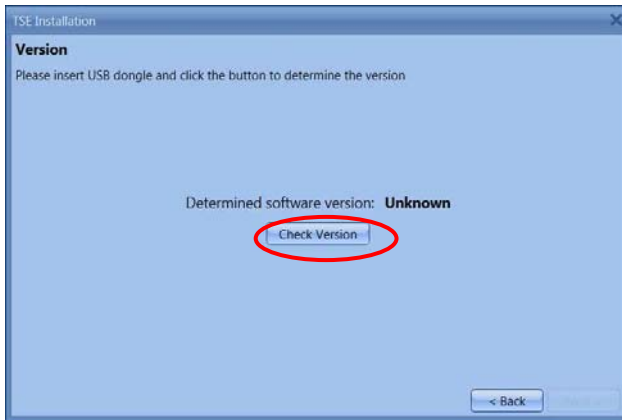 TSE Installation
Version
Please insert USB dongle and click the button to determine the version
Determined software version: Unknown
Check Version
< Back